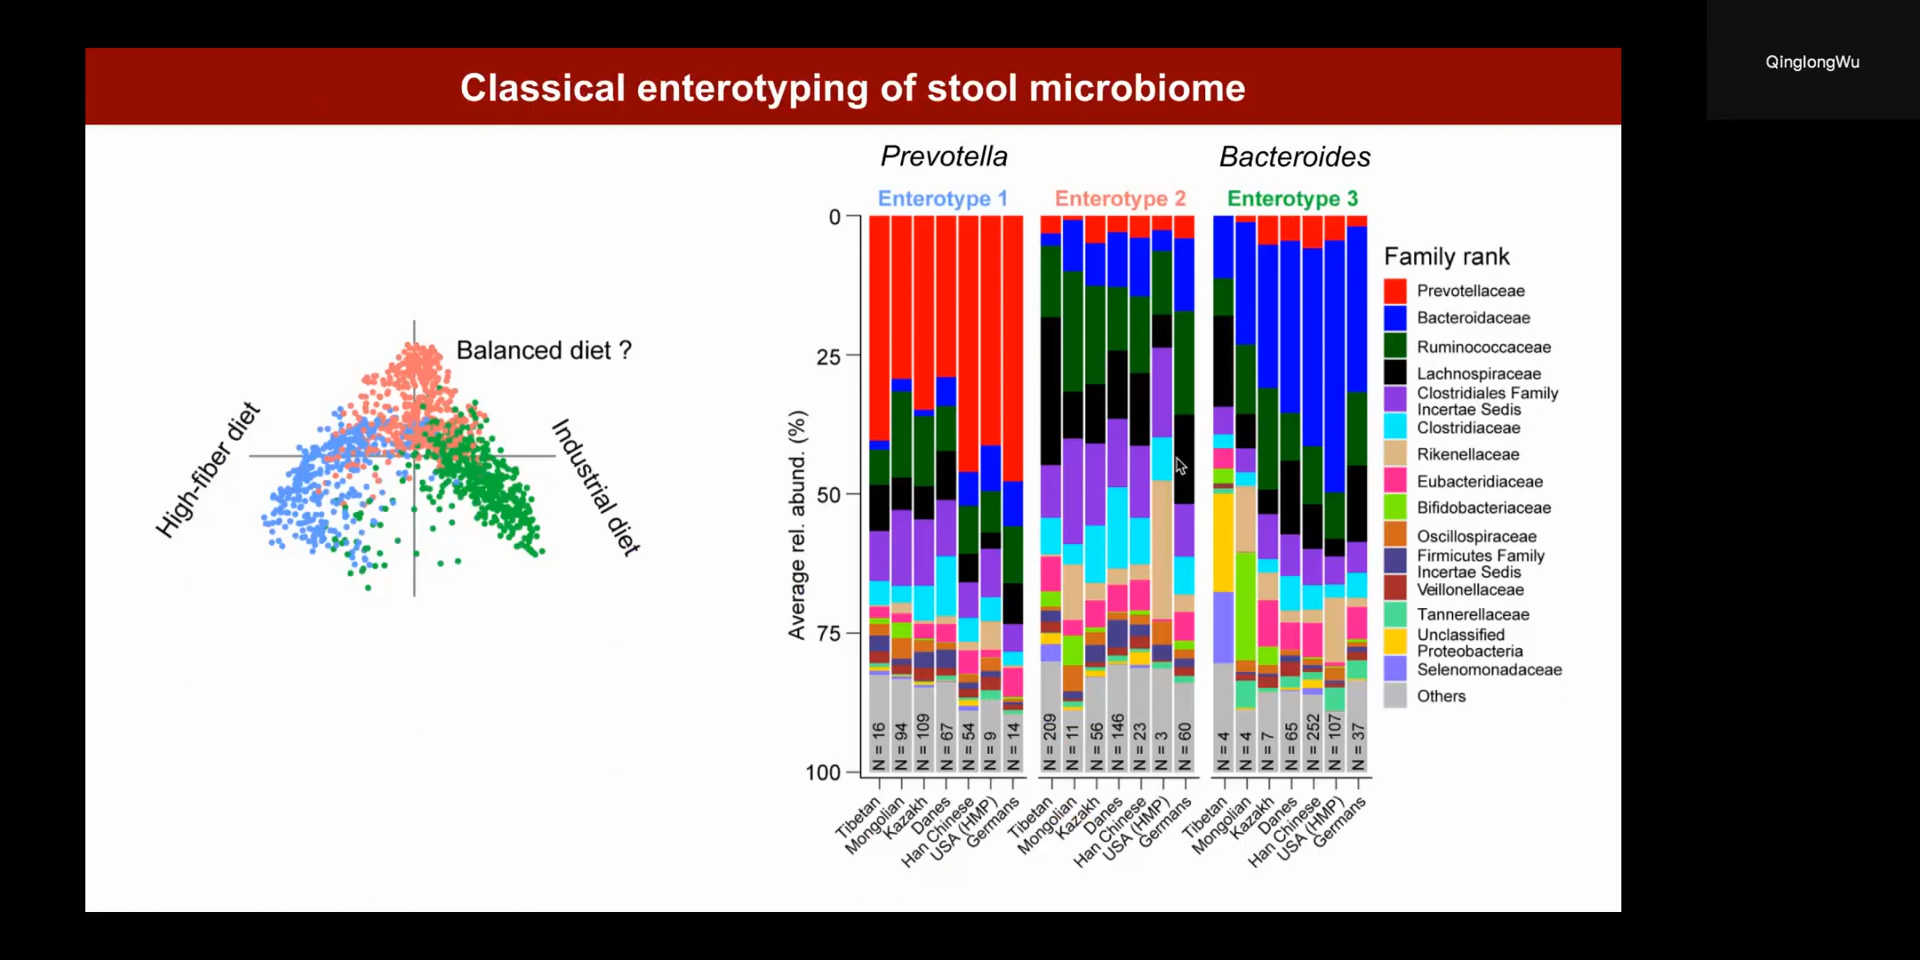 QinglongWu
Classical enterotyping of stool microbiome
Prevotella
Bacteroides
Enterotype 1
Enterotype 2
Enterotype 3
High-fiber diet
Balanced diet ?
Industrial diet
Average rel. abund. (%)
0
25
50
75
100
N = 16
N = 94
N = 109
N = 67
N = 54
N = 9
N = 14
N = 209
N = 11
N = 56
N = 146
N = 23
N = 3
N = 60
N = 4
N = 4
N = 7
N = 65
N = 252
N = 107
N = 37
Tibetan
Mongolian
Kazakh
Danes
Han Chinese
USA (HMP)
Germans
Tibetan
Mongolian
Kazakh
Danes
Han Chinese
USA (HMP)
Germans
Tibetan
Mongolian
Kazakh
Danes
Han Chinese
USA (HMP)
Germans
Family rank
Prevotellaceae
Bacteroidaceae
Ruminococcaceae
Lachnospiraceae
Clostridiales Family
Incertae Sedis
Clostridiaceae
Rikenellaceae
Eubacteridiaceae
Bifidobacteriaceae
Oscillospiraceae
Firmicutes Family
Incertae Sedis
Veillonellaceae
Tannerellaceae
Unclassified
Proteobacteria
Selenomonadaceae
Others